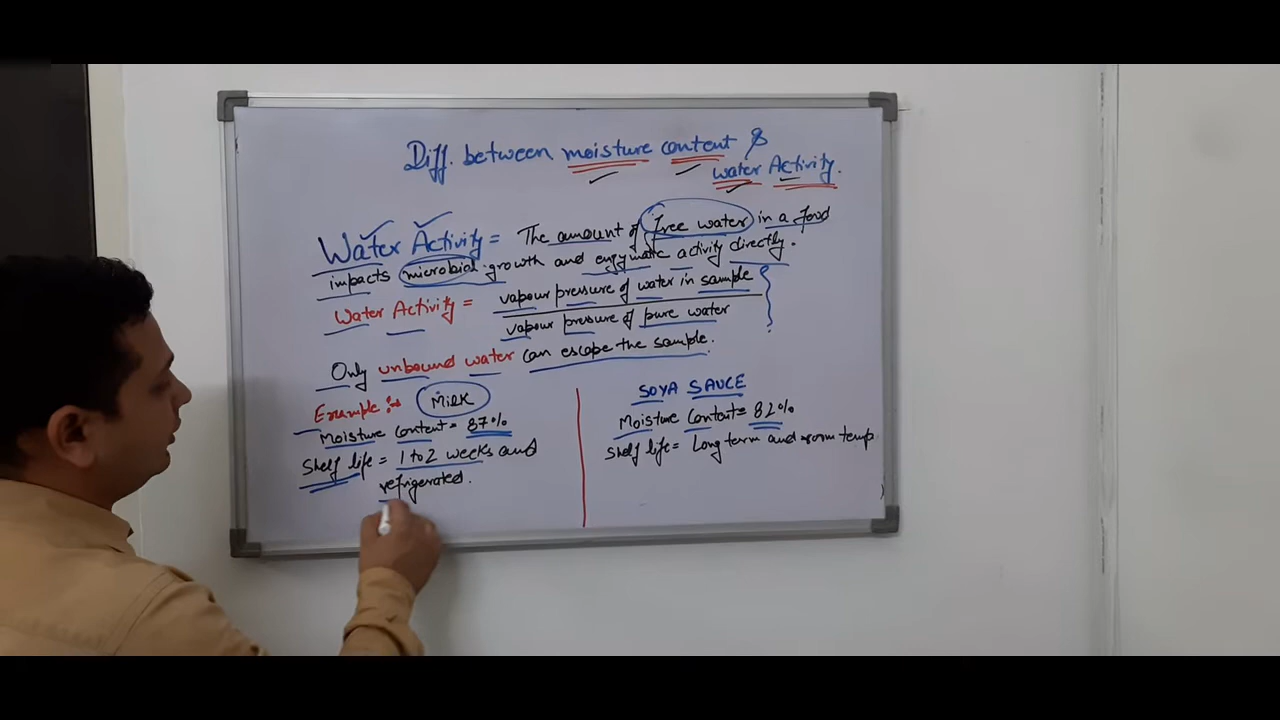 Diff. between moisture content &
water Activity.
Water Activity = The amount of free water in a food
impacts microbial growth and enzymatic activity directly.
Water Activity = vapour pressure of water in sample
vapour pressure of pure water
Only unbound water can escape the sample.
Example:→ Milk
Moisture content = 87%
Shelf life = 1 to 2 weeks and
refrigerated.
SOYA SAUCE
Moisture Content = 82%
Shelf life = Long term and room temp.